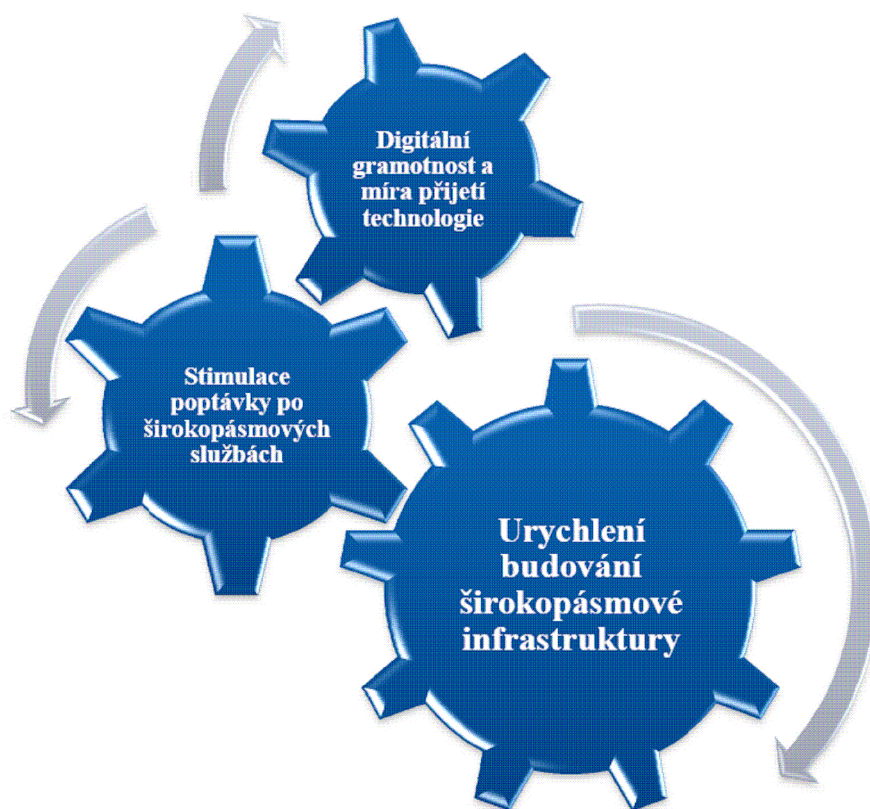 Digitální
gramotnost a
míra přijetí
technologie
Stimulace
poptávky po
širokopásmových
službách
Urychlení
budování
širokopásmové
infrastruktury